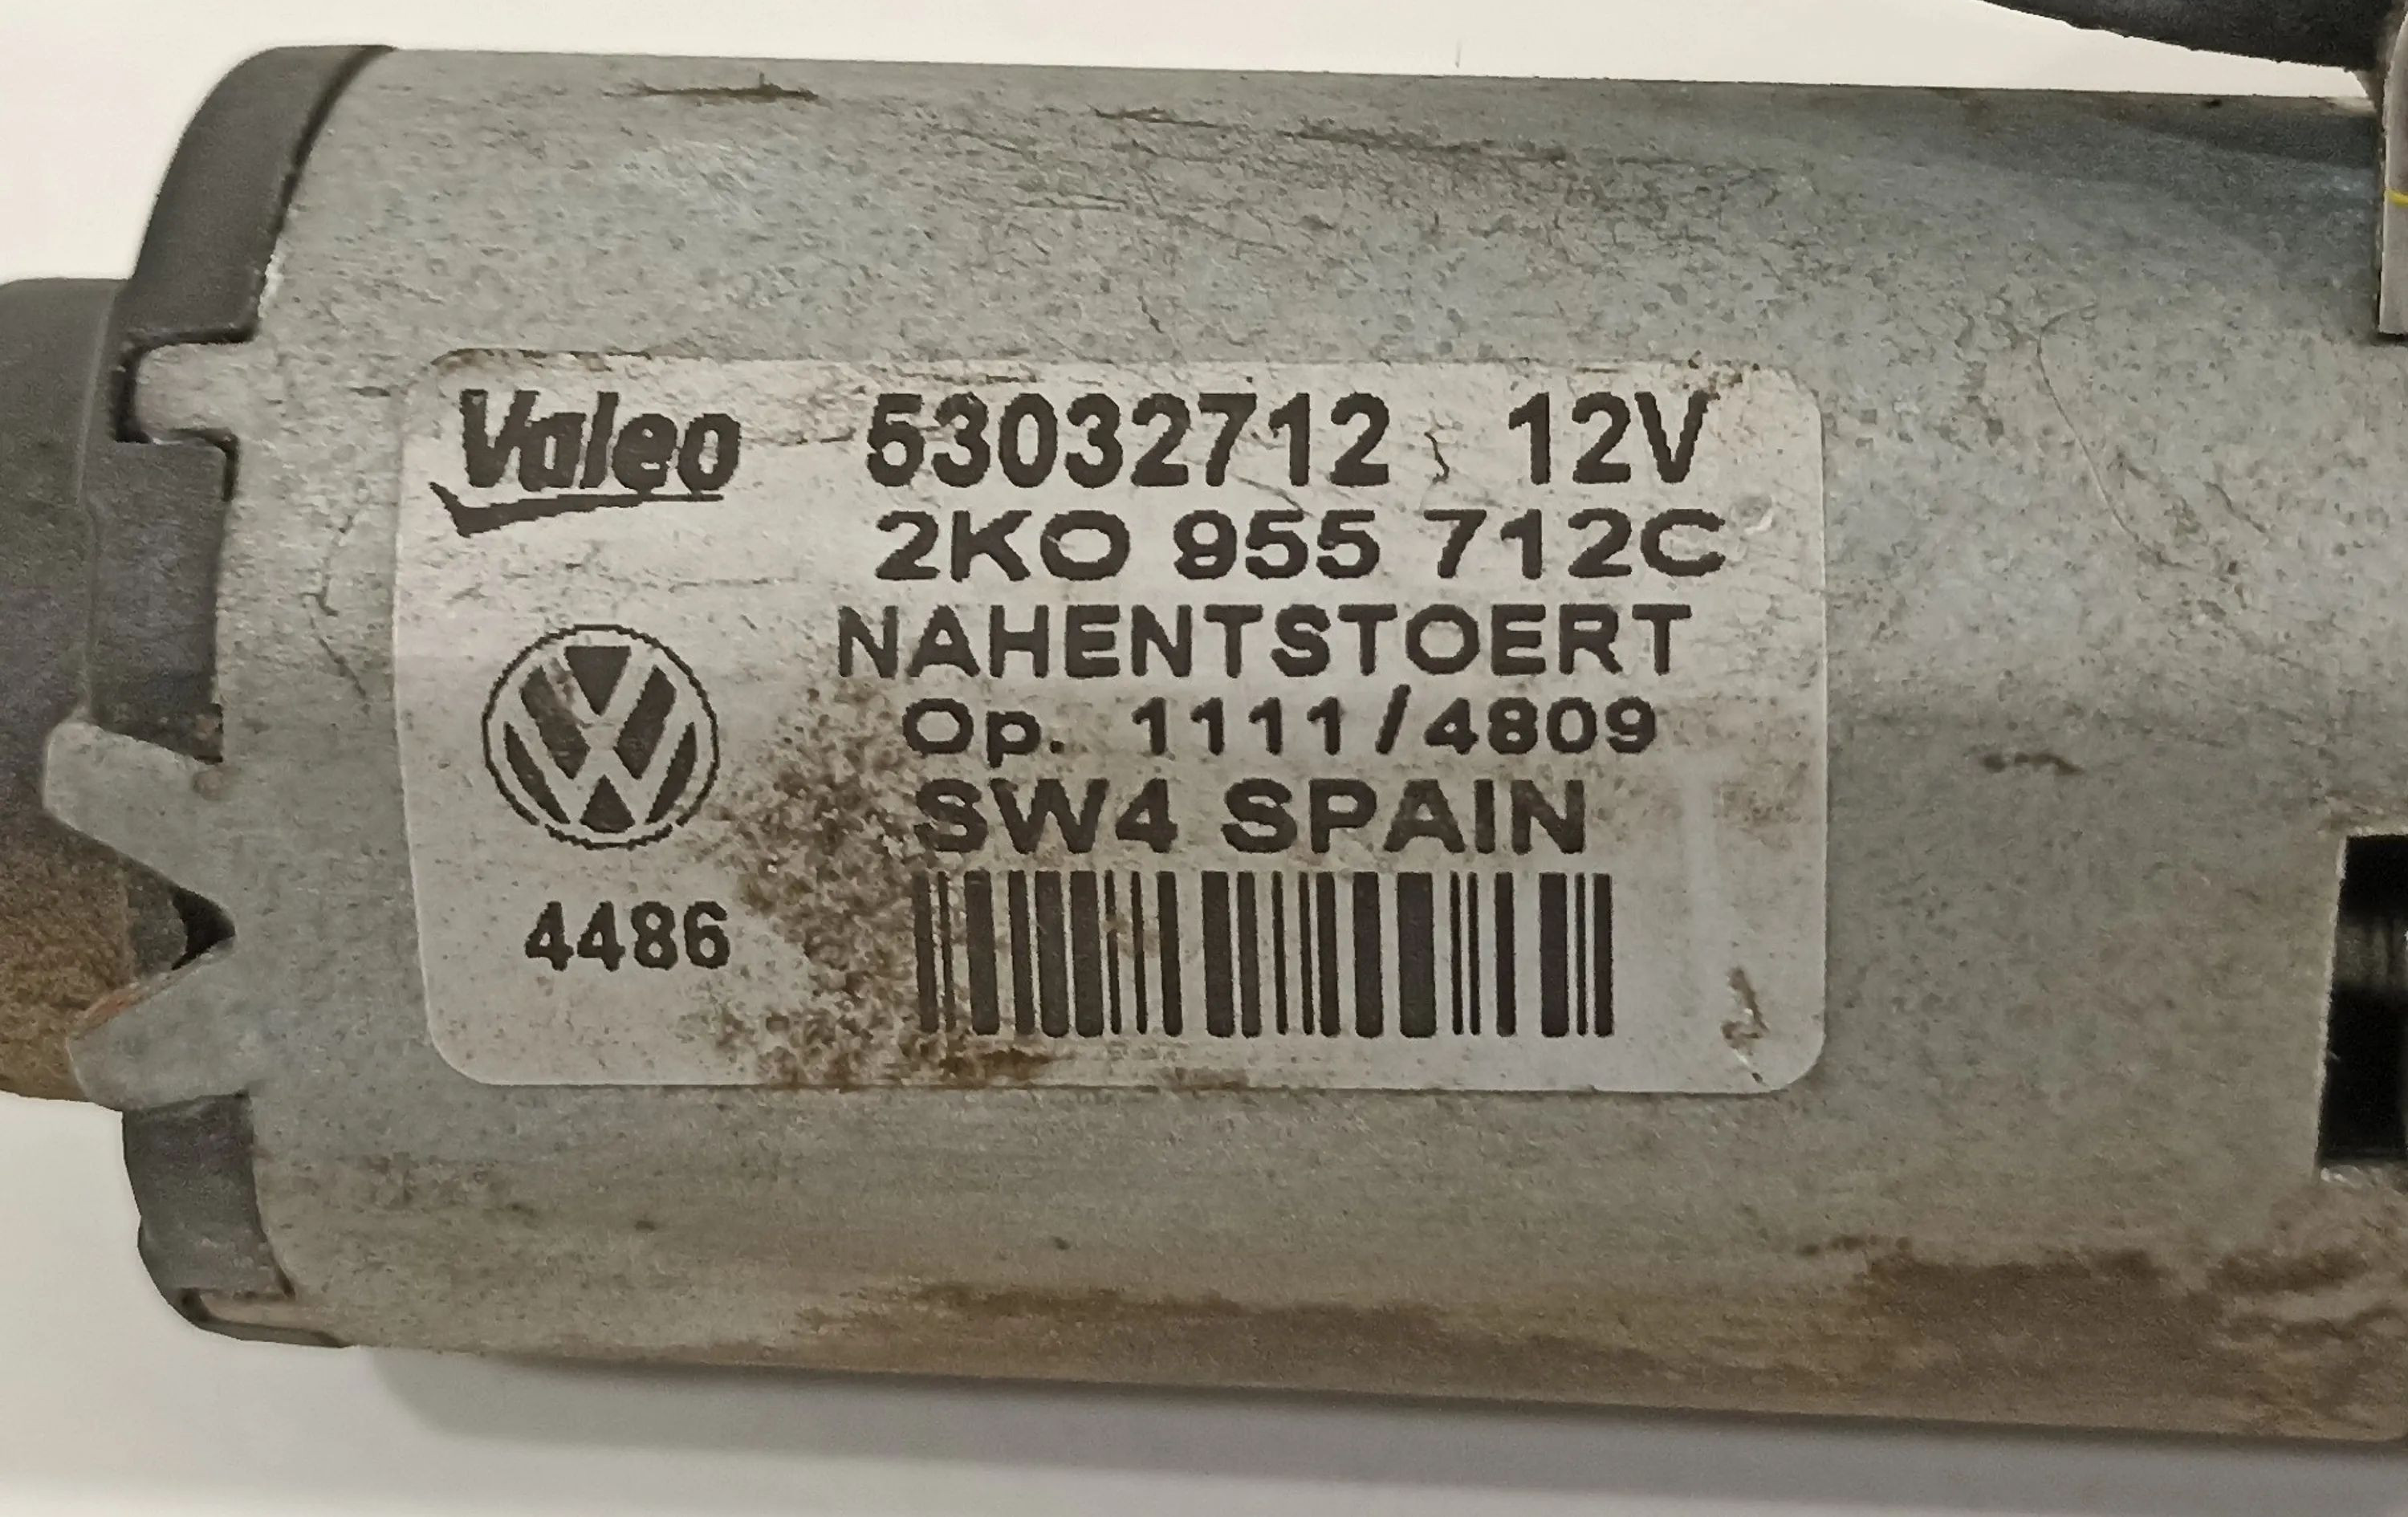 Valeo 53032712 12V
2KO 955 712C
NAHENTSTOERT
Op. 1111/4809
SW4 SPAIN
4486